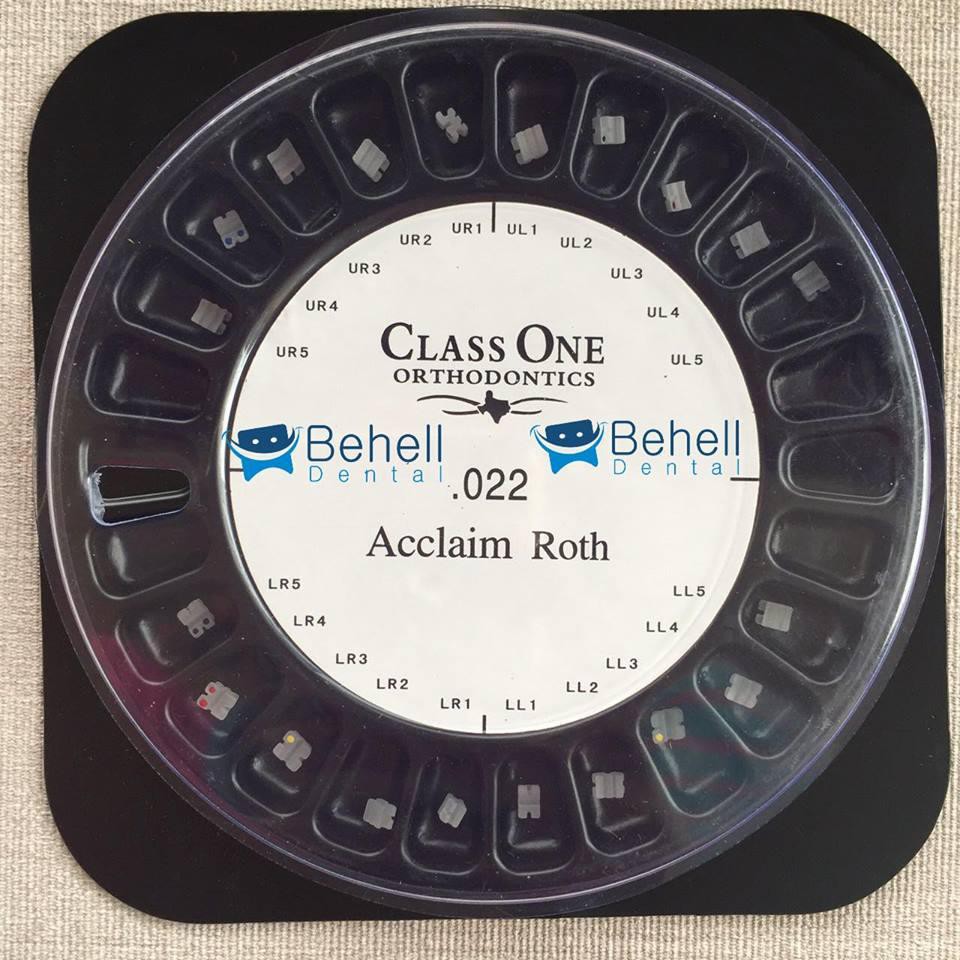 UR1 UL1
UR2 UL2
UR3 UL3
UR4 UL4
UR5 UL5
CLASS ONE
ORTHODONTICS
Behell Behell
Dental Dental
.022
Acclaim Roth
LR5 LL5
LR4 LL4
LR3 LL3
LR2 LL2
LR1 LL1